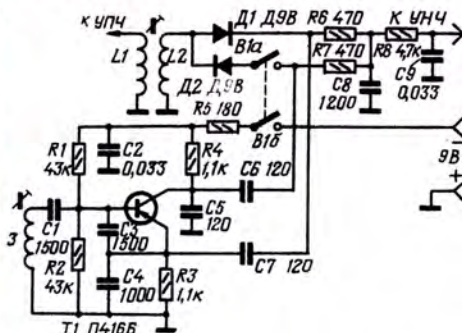 К УПЧ
L1
L2
Д1 Д9В
В1а
Д2 Д9В
R6 470
К УНЧ
R7 470
R8 4,7к
С8
1200
С9
0,033
R5 180
В1б
9В
−
+
R1
43к
С2
0,033
R4
1,1к
С6 120
С5
120
С7 120
С1
1500
С3
1500
R2
43к
С4
1000
R3
1,1к
3
Т1 П416Б